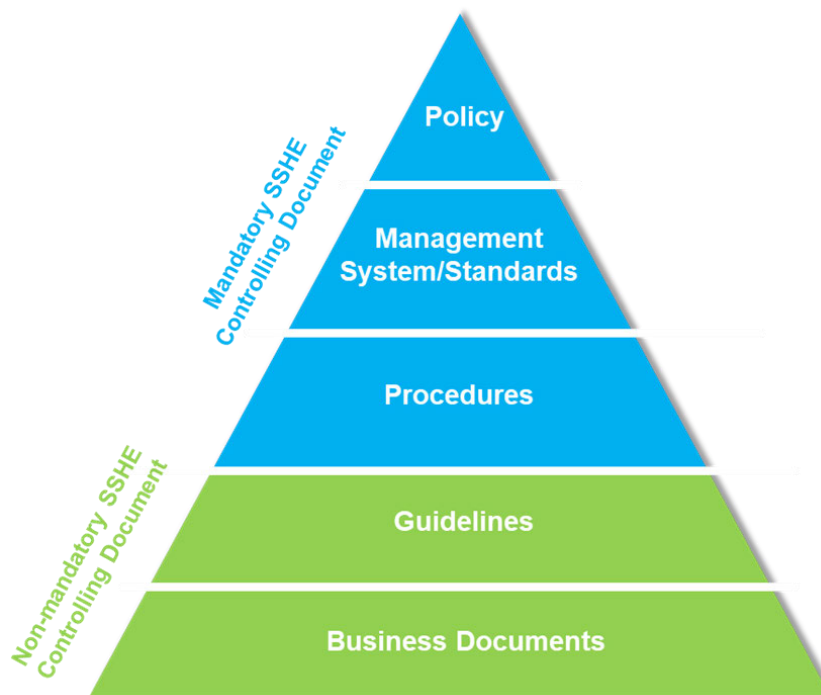 Policy
Mandatory SSHE
Controlling Document
Management
System/Standards
Procedures
Non-mandatory SSHE
Controlling Document
Guidelines
Business Documents